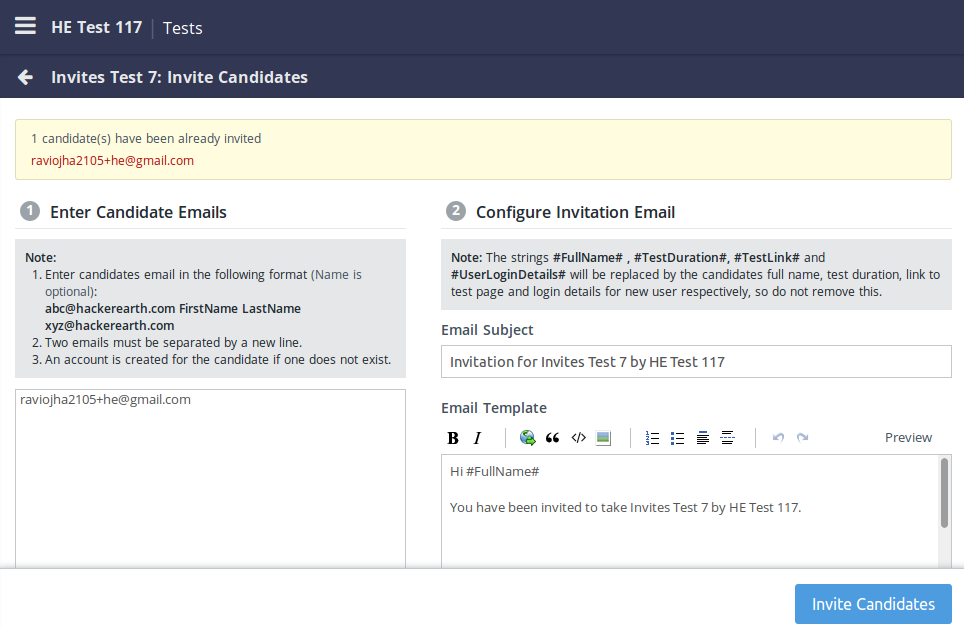 HE Test 117 | Tests
Invites Test 7: Invite Candidates
1 candidate(s) have been already invited
raviojha2105+he@gmail.com
1 Enter Candidate Emails
Note:
1. Enter candidates email in the following format (Name is
optional):
abc@hackerearth.com FirstName LastName
xyz@hackerearth.com
2. Two emails must be separated by a new line.
3. An account is created for the candidate if one does not exist.
raviojha2105+he@gmail.com
2 Configure Invitation Email
Note: The strings #FullName# , #TestDuration#, #TestLink# and
#UserLoginDetails# will be replaced by the candidates full name, test duration, link to
test page and login details for new user respectively, so do not remove this.
Email Subject
Invitation for Invites Test 7 by HE Test 117
Email Template
B I Preview
Hi #FullName#
You have been invited to take Invites Test 7 by HE Test 117.
Invite Candidates